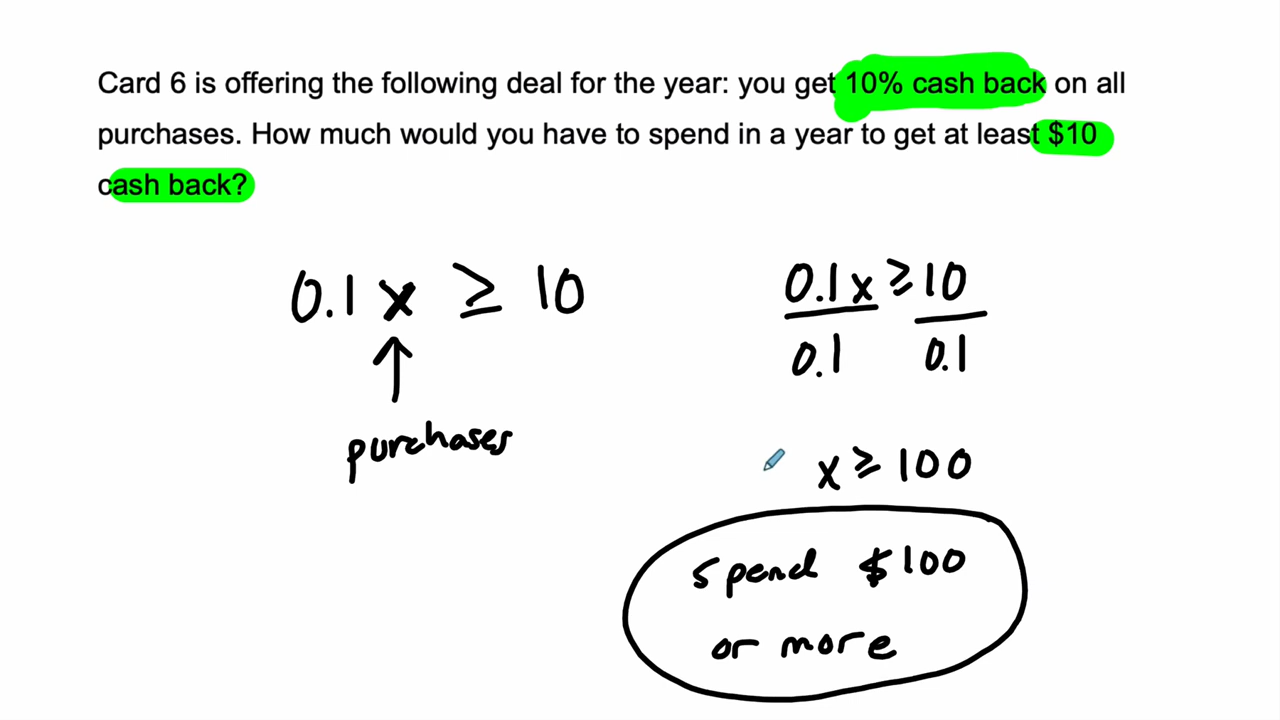 Card 6 is offering the following deal for the year: you get 10% cash back on all
purchases. How much would you have to spend in a year to get at least $10
cash back?
0.1x ≥ 10
purchases
0.1x ≥ 10
0.1 0.1
x ≥ 100
spend $100
or more